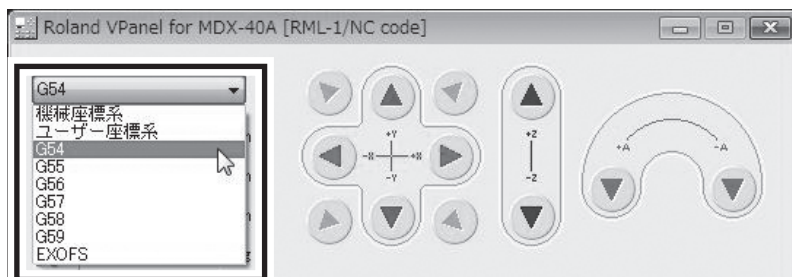 Roland VPanel for MDX-40A [RML-1/NC code]
G54
機械座標系
ユーザー座標系
G54
G55
G56
G57
G58
G59
EXOFS
+Y
-X
+X
-Y
+Z
-Z
+A
-A